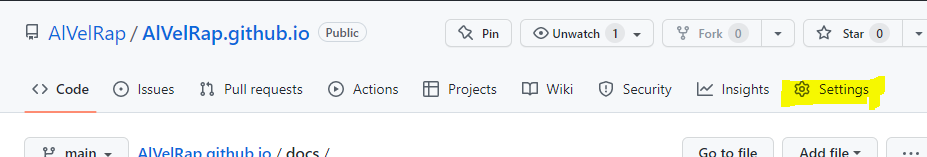 AlVelRap / AlVelRap.github.io Public Pin Unwatch 1 Fork 0 Star 0
Code Issues Pull requests Actions Projects Wiki Security Insights Settings
main AlVelRap.github.io / docs / Go to file Add file ...